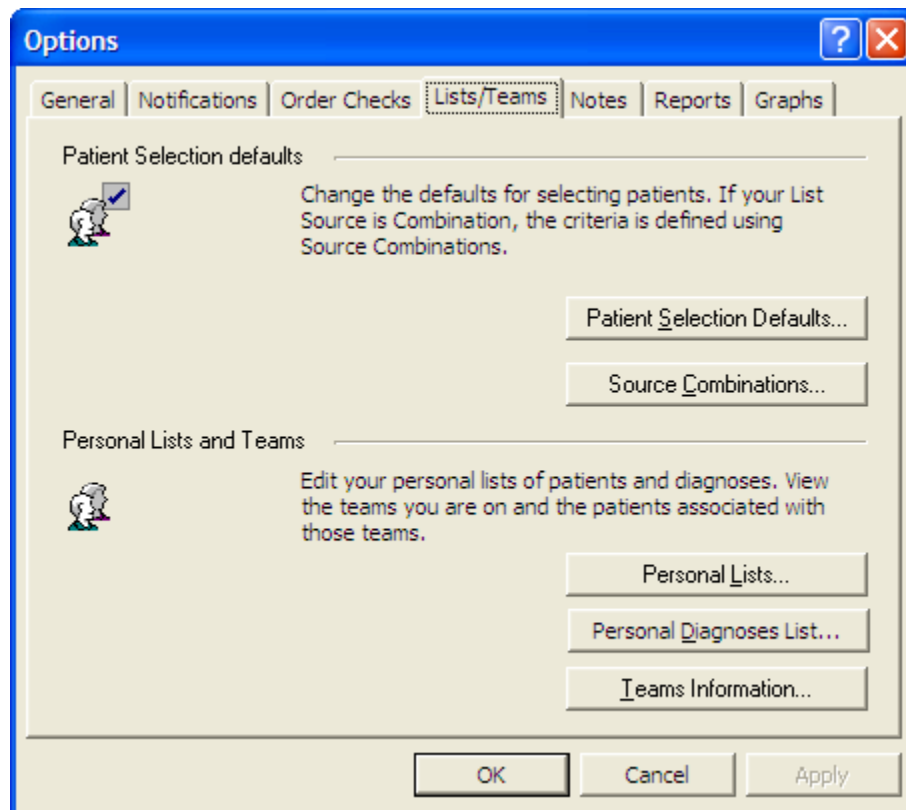 Options
General Notifications Order Checks Lists/Teams Notes Reports Graphs
Patient Selection defaults
Change the defaults for selecting patients. If your List
Source is Combination, the criteria is defined using
Source Combinations.
Patient Selection Defaults...
Source Combinations...
Personal Lists and Teams
Edit your personal lists of patients and diagnoses. View
the teams you are on and the patients associated with
those teams.
Personal Lists...
Personal Diagnoses List...
Teams Information...
OK Cancel Apply